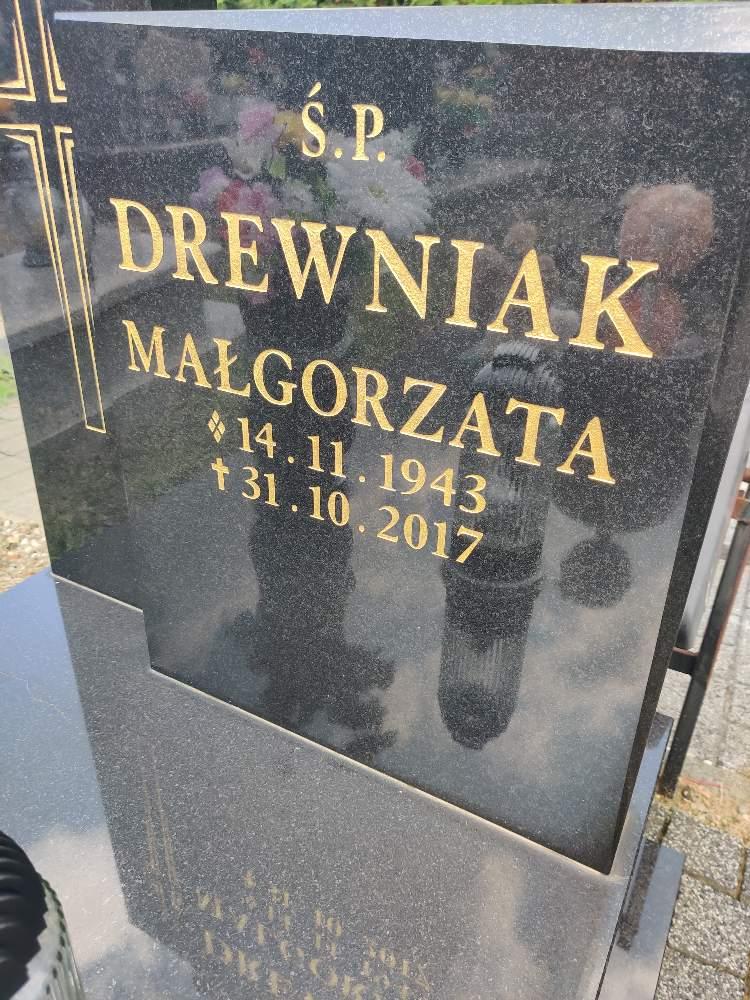 Ś.P.
DREWNIAK
MAŁGORZATA
14.11.1943
31.10.2017